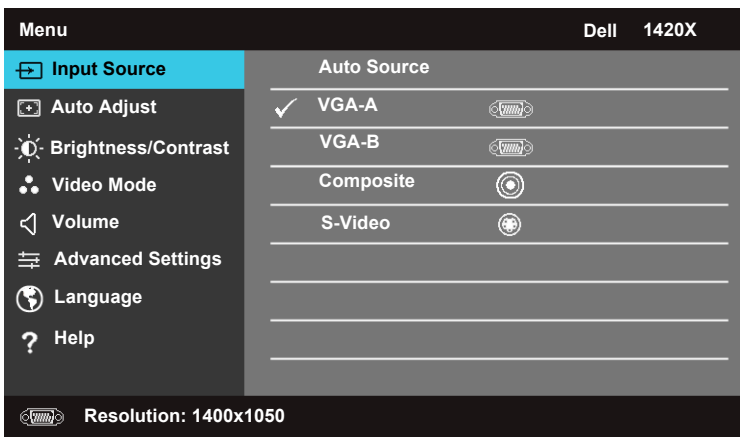 Menu Dell 1420X
Input Source
Auto Adjust
Brightness/Contrast
Video Mode
Volume
Advanced Settings
Language
Help
Auto Source
VGA-A
VGA-B
Composite
S-Video
Resolution: 1400x1050